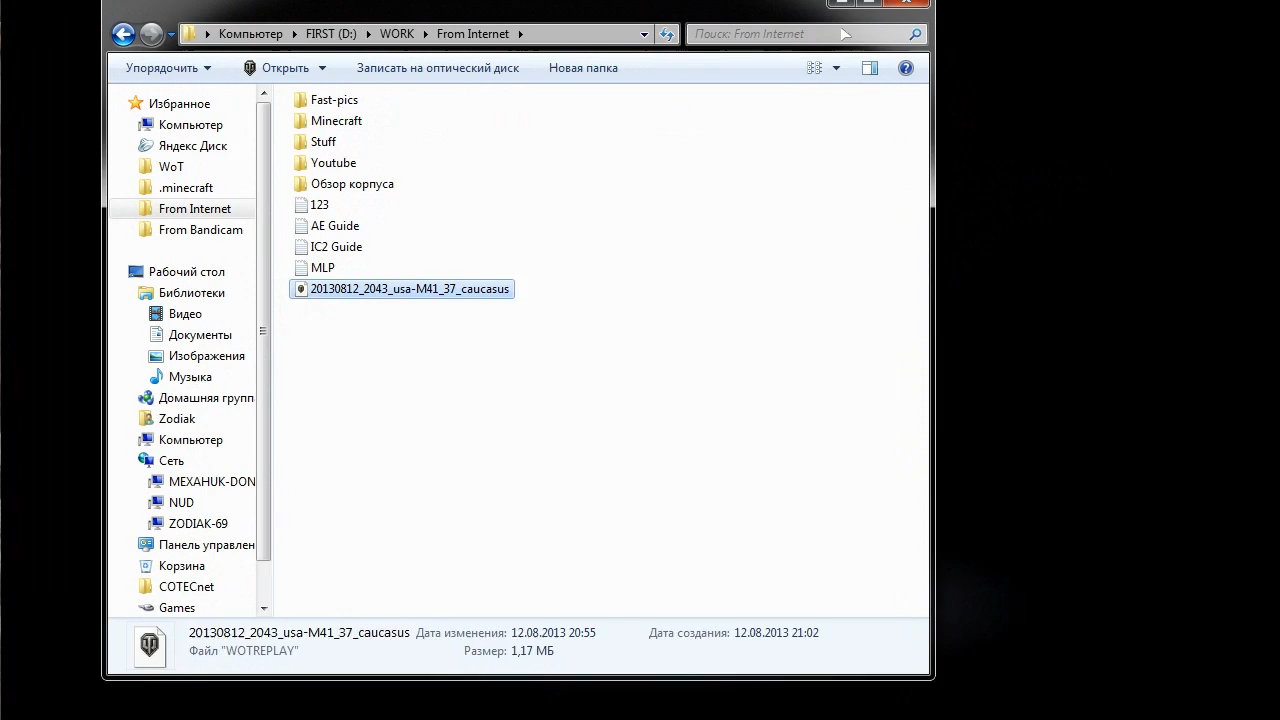 Компьютер FIRST (D:) WORK From Internet
Поиск: From Internet
Упорядочить Открыть Записать на оптический диск Новая папка
Избранное
Компьютер
Яндекс Диск
WoT
.minecraft
From Internet
From Bandicam
Рабочий стол
Библиотеки
Видео
Документы
Изображения
Музыка
Домашняя групп
Zodiak
Компьютер
Сеть
MEXAHUK-DON
NUD
ZODIAK-69
Панель управлен
Корзина
COTECnet
Games
Fast-pics
Minecraft
Stuff
Youtube
Обзор корпуса
123
AE Guide
IC2 Guide
MLP
20130812_2043_usa-M41_37_caucasus
20130812_2043_usa-M41_37_caucasus Дата изменения: 12.08.2013 20:55 Дата создания: 12.08.2013 21:02
Файл "WOTREPLAY" Размер: 1,17 МБ